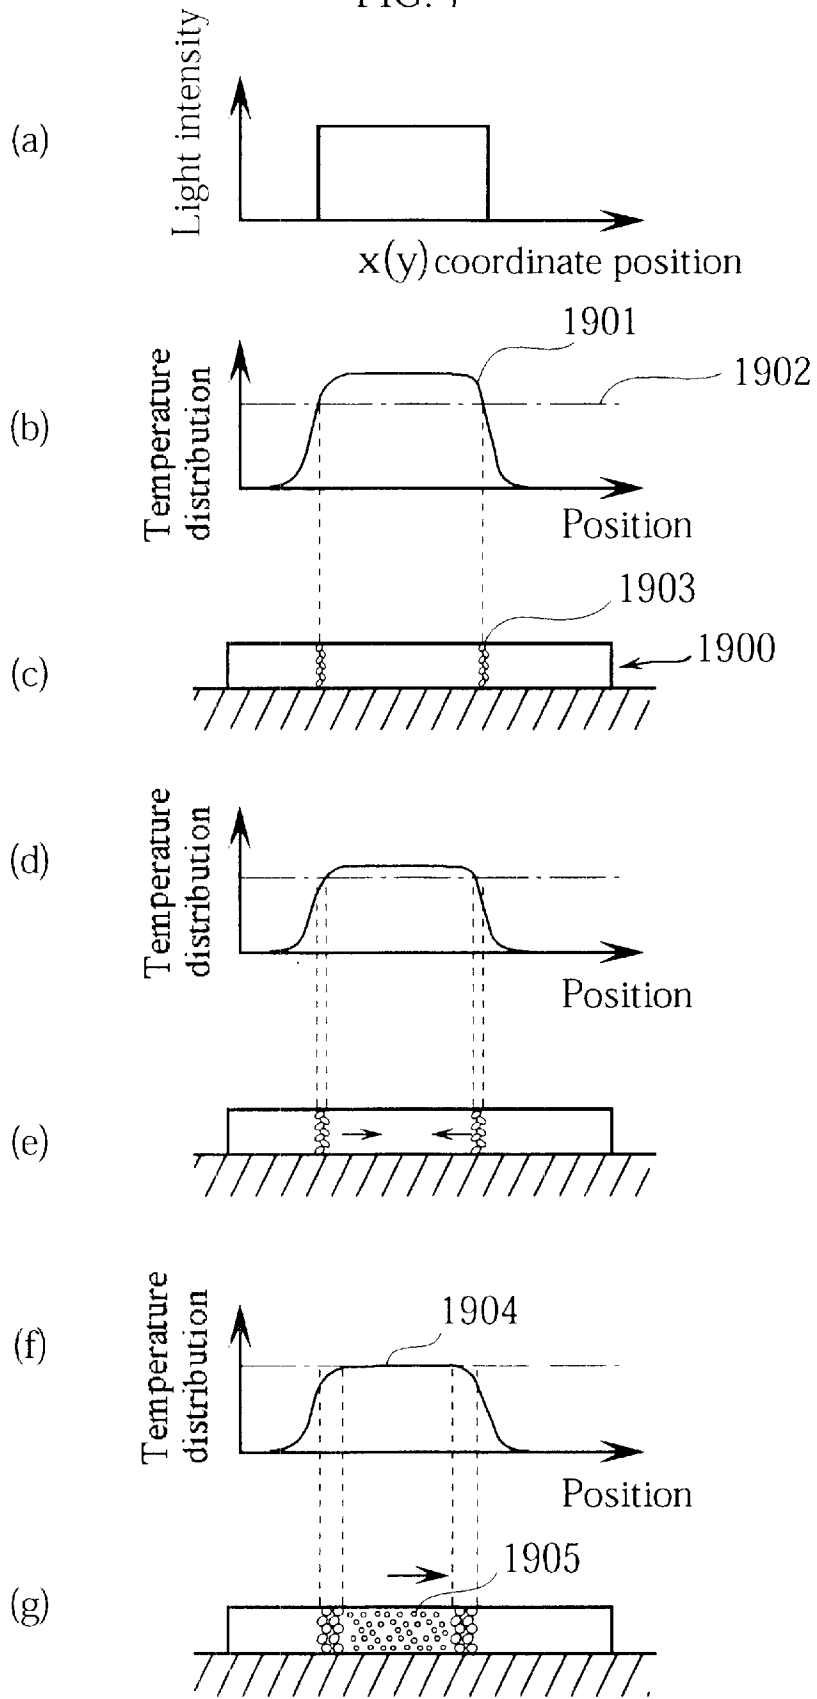 (a)
Light intensity
x(y) coordinate position
1901
1902
(b)
Temperature
distribution
Position
1903
1900
(c)
(d)
Temperature
distribution
Position
(e)
(f)
Temperature
distribution
1904
Position
1905
(g)